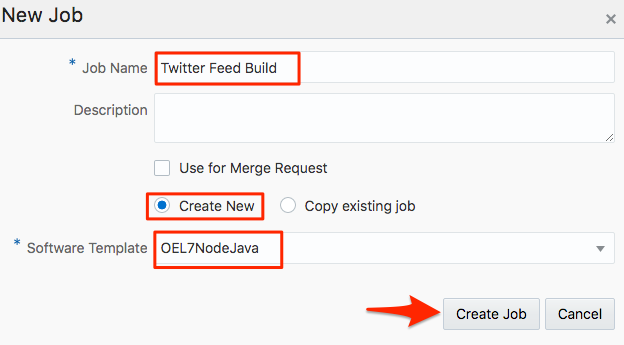 New Job
* Job Name Twitter Feed Build
Description
Use for Merge Request
Create New Copy existing job
* Software Template OEL7NodeJava
Create Job Cancel